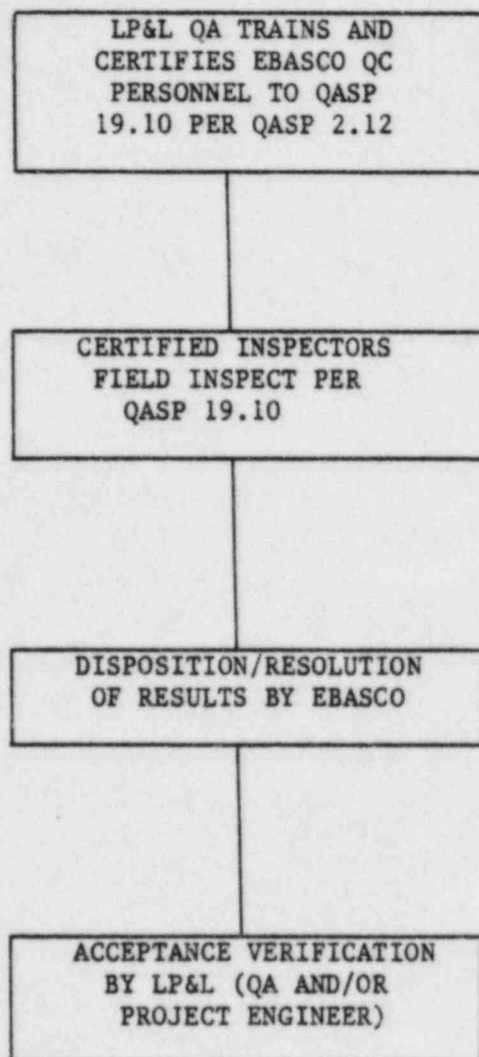 LP&L QA TRAINS AND
CERTIFIES EBASCO QC
PERSONNEL TO QASP
19.10 PER QASP 2.12
CERTIFIED INSPECTORS
FIELD INSPECT PER
QASP 19.10
DISPOSITION/RESOLUTION
OF RESULTS BY EBASCO
ACCEPTANCE VERIFICATION
BY LP&L (QA AND/OR
PROJECT ENGINEER)